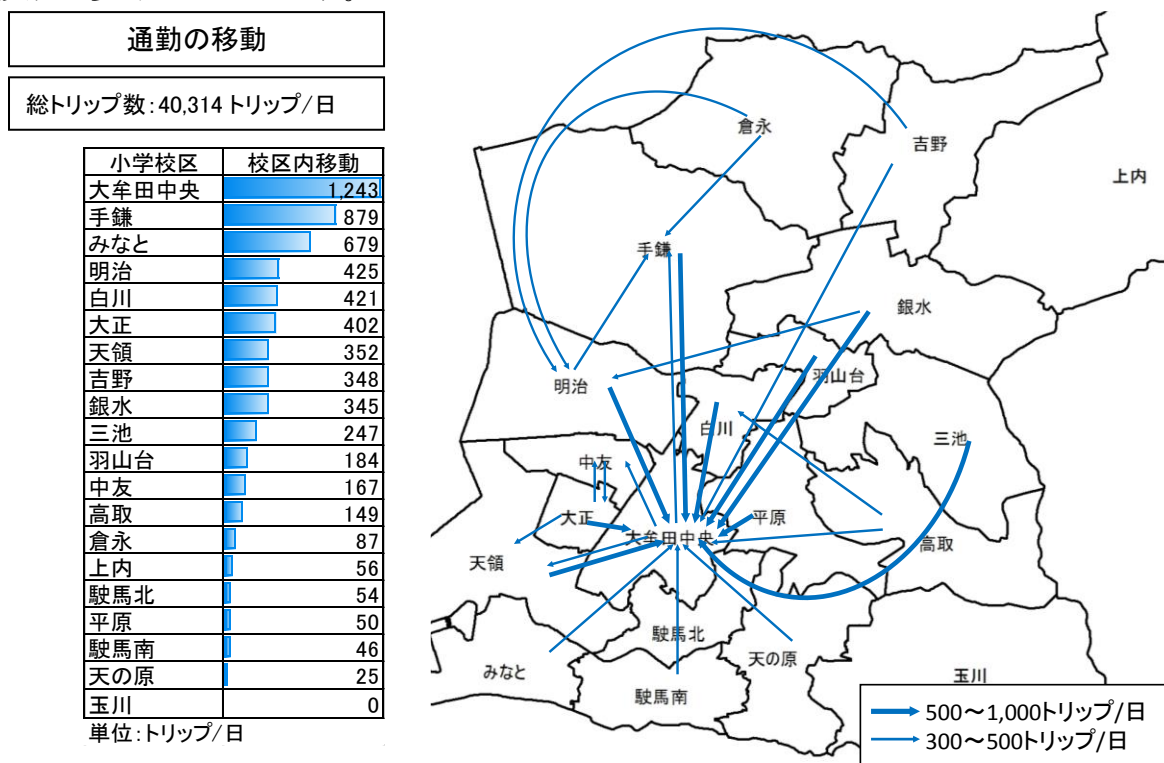 通勤の移動
総トリップ数:40,314トリップ/日
小学校区 校区内移動
大牟田中央 1,243
手鎌 879
みなと 679
明治 425
白川 421
大正 402
天領 352
吉野 348
銀水 345
三池 247
羽山台 184
中友 167
高取 149
倉永 87
上内 56
駛馬北 54
平原 50
駛馬南 46
天の原 25
玉川 0
単位:トリップ/日
倉永
吉野
上内
手鎌
銀水
羽山台
明治
白川
三池
中友
大正
平原
大牟田中央
高取
天領
駛馬北
天の原
みなと
玉川
駛馬南
500〜1,000トリップ/日
300〜500トリップ/日